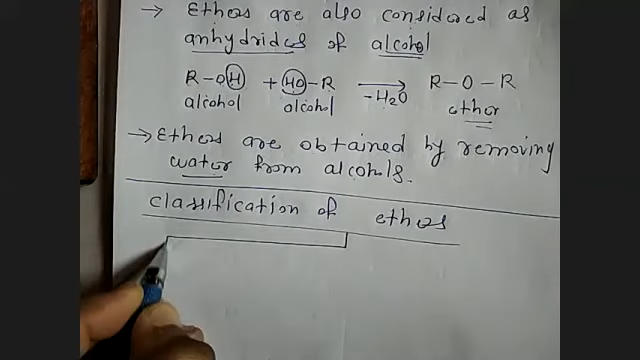 → Ethers are also considered as
anhydrides of alcohol
R-OH + HO-R → R-O-R
-H2O
alcohol alcohol ether
→ Ethers are obtained by removing
water from alcohols.
classification of ethers